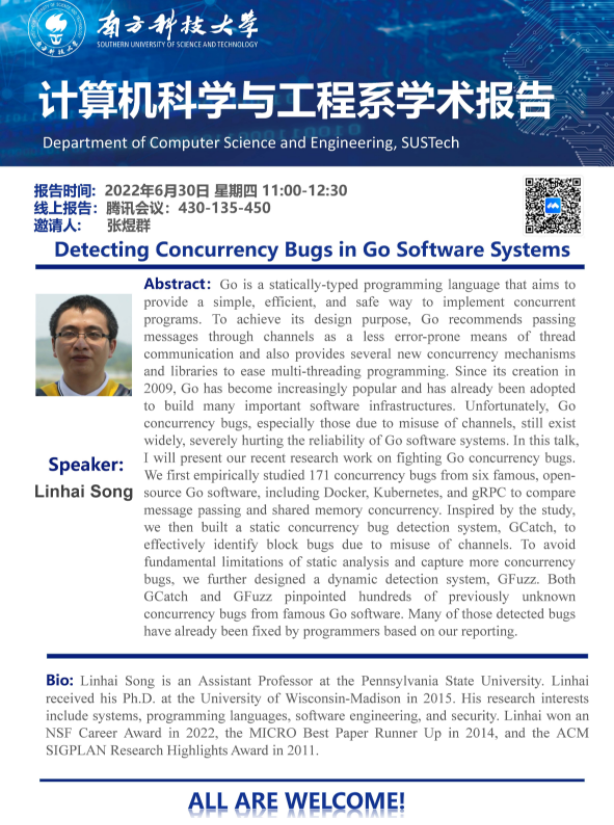 南方科技大学
SOUTHERN UNIVERSITY OF SCIENCE AND TECHNOLOGY
计算机科学与工程系学术报告
Department of Computer Science and Engineering, SUSTech
报告时间: 2022年6月30日 星期四 11:00-12:30
线上报告: 腾讯会议: 430-135-450
邀请人: 张煜群
Detecting Concurrency Bugs in Go Software Systems
Abstract: Go is a statically-typed programming language that aims to
provide a simple, efficient, and safe way to implement concurrent
programs. To achieve its design purpose, Go recommends passing
messages through channels as a less error-prone means of thread
communication and also provides several new concurrency mechanisms
and libraries to ease multi-threading programming. Since its creation in
2009, Go has become increasingly popular and has already been adopted
to build many important software infrastructures. Unfortunately, Go
concurrency bugs, especially those due to misuse of channels, still exist
widely, severely hurting the reliability of Go software systems. In this talk,
I will present our recent research work on fighting Go concurrency bugs.
We first empirically studied 171 concurrency bugs from six famous, open-
source Go software, including Docker, Kubernetes, and gRPC to compare
message passing and shared memory concurrency. Inspired by the study,
we then built a static concurrency bug detection system, GCatch, to
effectively identify block bugs due to misuse of channels. To avoid
fundamental limitations of static analysis and capture more concurrency
bugs, we further designed a dynamic detection system, GFuzz. Both
GCatch and GFuzz pinpointed hundreds of previously unknown
concurrency bugs from famous Go software. Many of those detected bugs
have already been fixed by programmers based on our reporting.
Speaker:
Linhai Song
Bio: Linhai Song is an Assistant Professor at the Pennsylvania State University. Linhai
received his Ph.D. at the University of Wisconsin-Madison in 2015. His research interests
include systems, programming languages, software engineering, and security. Linhai won an
NSF Career Award in 2022, the MICRO Best Paper Runner Up in 2014, and the ACM
SIGPLAN Research Highlights Award in 2011.
ALL ARE WELCOME!